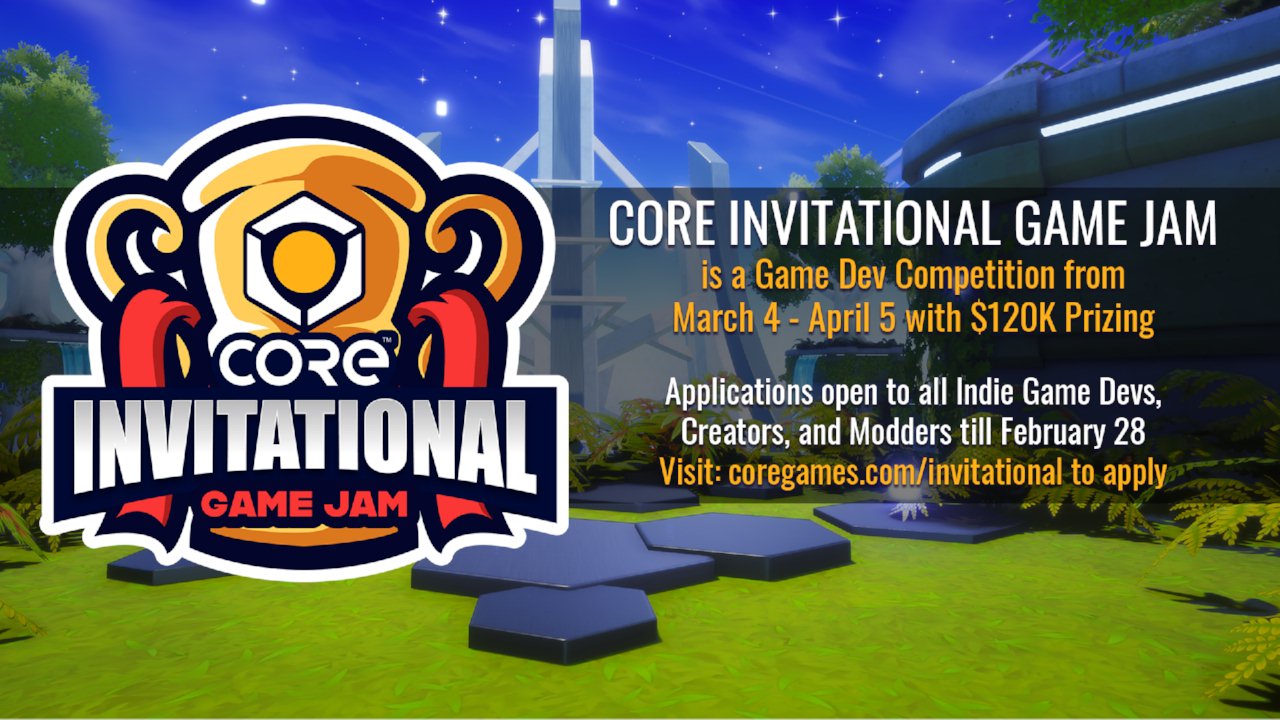 CORE™
INVITATIONAL
GAME JAM
CORE INVITATIONAL GAME JAM
is a Game Dev Competition from
March 4 - April 5 with $120K Prizing
Applications open to all Indie Game Devs,
Creators, and Modders till February 28
Visit: coregames.com/invitational to apply